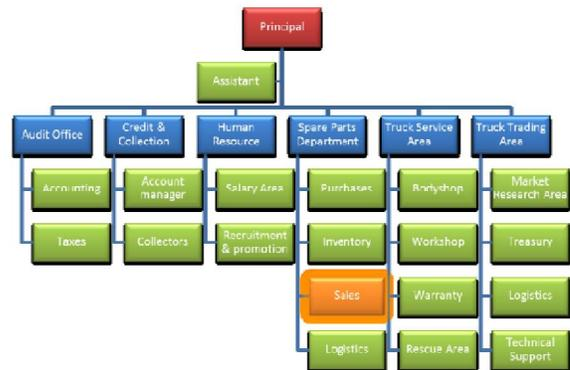 Principal
Assistant
Audit Office
Credit &
Collection
Human
Resource
Spare Parts
Department
Truck Service
Area
Truck Trading
Area
Accounting
Account
manager
Salary Area
Purchases
Bodyshop
Market
Research Area
Taxes
Collectors
Recruitment
& promotion
Inventory
Workshop
Treasury
Sales
Warranty
Logistics
Logistics
Rescue Area
Technical
Support